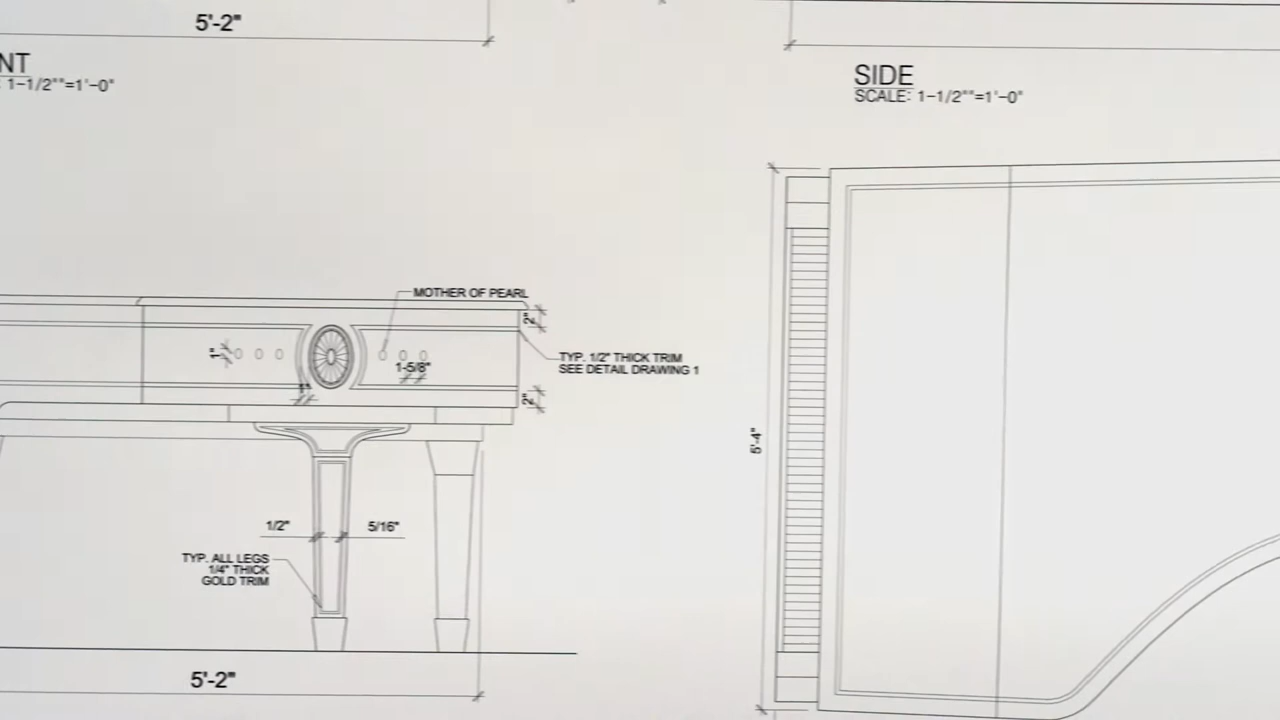 5'-2"
NT
: 1-1/2""=1'-0"
SIDE
SCALE: 1-1/2""=1'-0"
MOTHER OF PEARL
2"
1"
1-5/8"
TYP. 1/2" THICK TRIM
SEE DETAIL DRAWING 1
1"
2"
5'-4"
1/2"
5/16"
TYP. ALL LEGS
1/4" THICK
GOLD TRIM
5'-2"